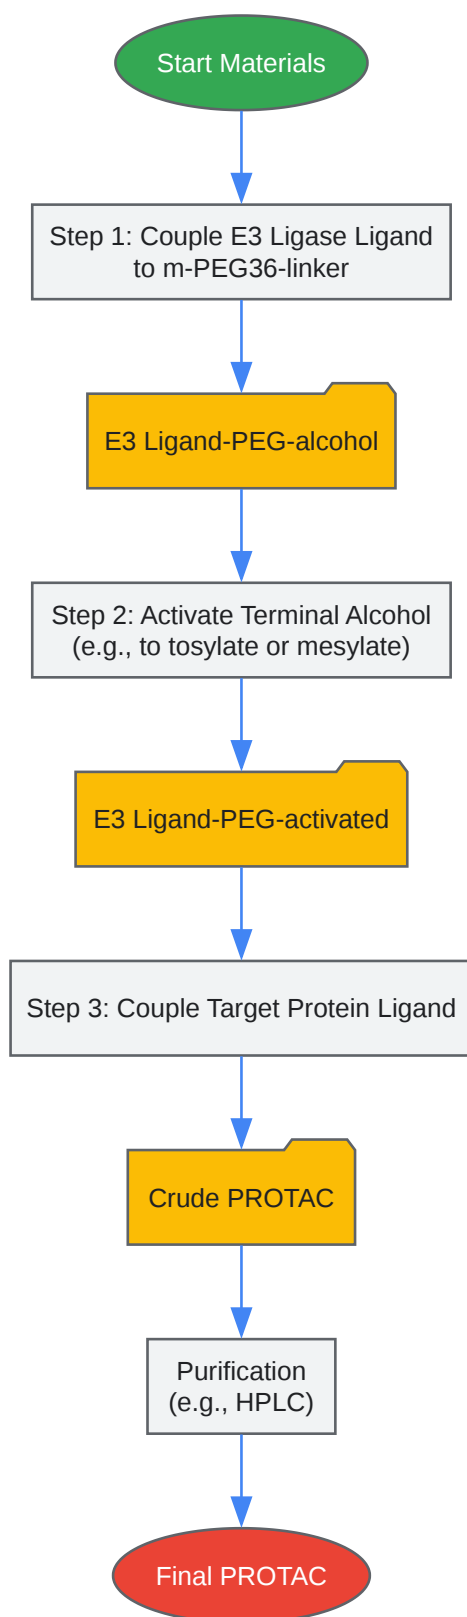 Start Materials
Step 1: Couple E3 Ligase Ligand
to m-PEG36-linker
E3 Ligand-PEG-alcohol
Step 2: Activate Terminal Alcohol
(e.g., to tosylate or mesylate)
E3 Ligand-PEG-activated
Step 3: Couple Target Protein Ligand
Crude PROTAC
Purification
(e.g., HPLC)
Final PROTAC